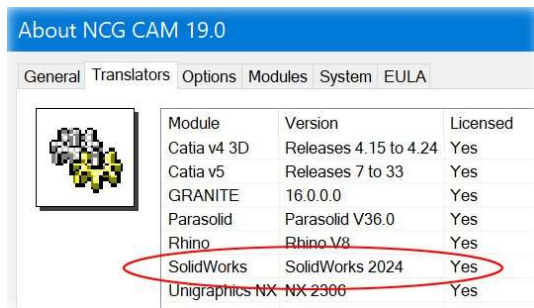 About NCG CAM 19.0
General Translators Options Modules System EULA
Module Version Licensed
Catia v4 3D Releases 4.15 to 4.24 Yes
Catia v5 Releases 7 to 33 Yes
GRANITE 16.0.0.0 Yes
Parasolid Parasolid V36.0 Yes
Rhino Rhino V8 Yes
SolidWorks SolidWorks 2024 Yes
Unigraphics NX NX 2306 Yes